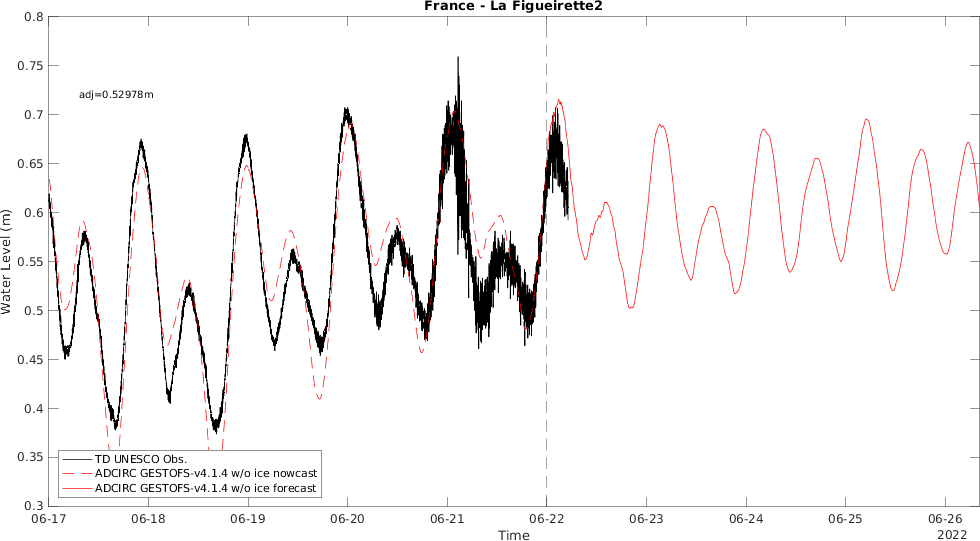 France - La Figueirette2
0.8
0.75
0.7
0.65
0.6
0.55
0.5
0.45
0.4
0.35
0.3
Water Level (m)
adj=0.52978m
TD UNESCO Obs.
ADCIRC GESTOFS-v4.1.4 w/o ice nowcast
ADCIRC GESTOFS-v4.1.4 w/o ice forecast
06-17 06-18 06-19 06-20 06-21 06-22 06-23 06-24 06-25 06-26
Time
2022